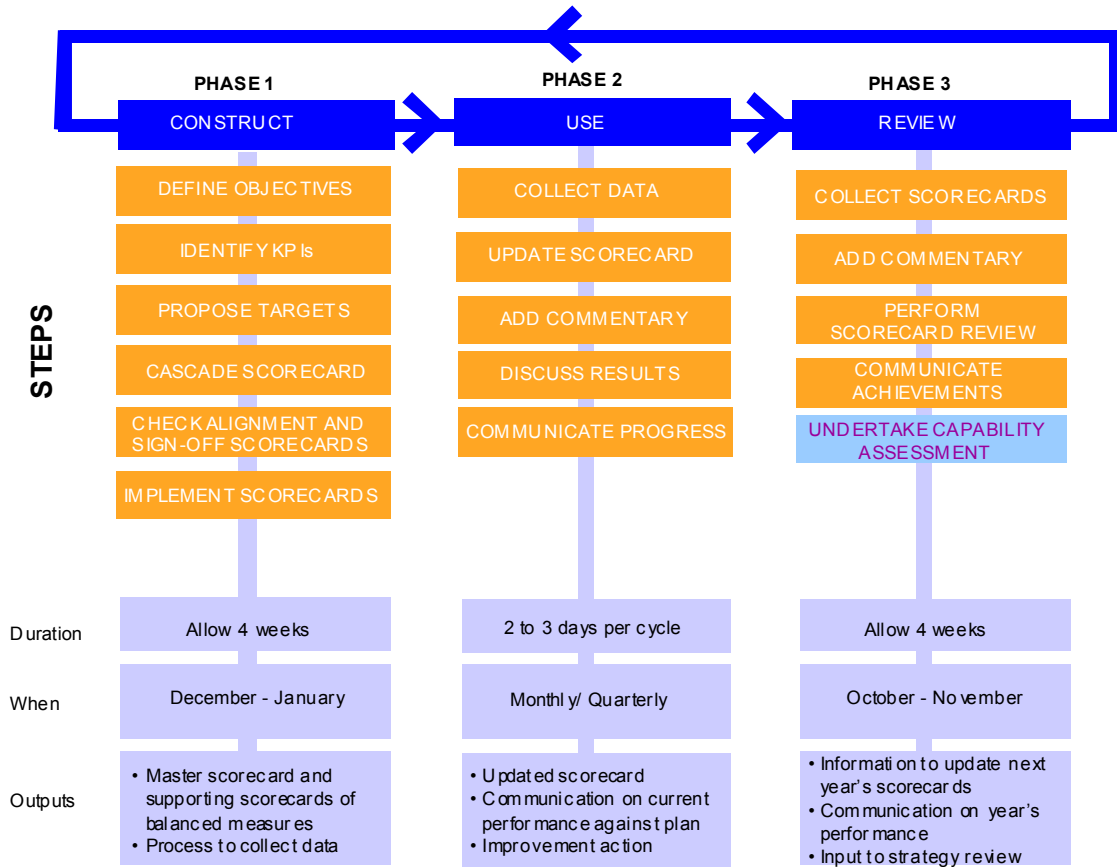 PHASE 1
CONSTRUCT
DEFINE OBJECTIVES
IDENTIFY KPIs
PROPOSE TARGETS
CASCADE SCORECARD
CHECK ALIGNMENT AND
SIGN-OFF SCORECARDS
IMPLEMENT SCORECARDS
PHASE 2
USE
COLLECT DATA
UPDATE SCORECARD
ADD COMMENTARY
DISCUSS RESULTS
COMMUNICATE PROGRESS
PHASE 3
REVIEW
COLLECT SCORECARDS
ADD COMMENTARY
PERFORM
SCORECARD REVIEW
COMMUNICATE
ACHIEVEMENTS
UNDERTAKE CAPABILITY
ASSESSMENT
STEPS
Duration
Allow 4 weeks
2 to 3 days per cycle
Allow 4 weeks
When
December - January
Monthly/ Quarterly
October - November
Outputs
• Master scorecard and
supporting scorecards of
balanced measures
• Process to collect data
• Updated scorecard
• Communication on current
performance against plan
• Improvement action
• Information to update next
year's scorecards
• Communication on year's
performance
• Input to strategy review